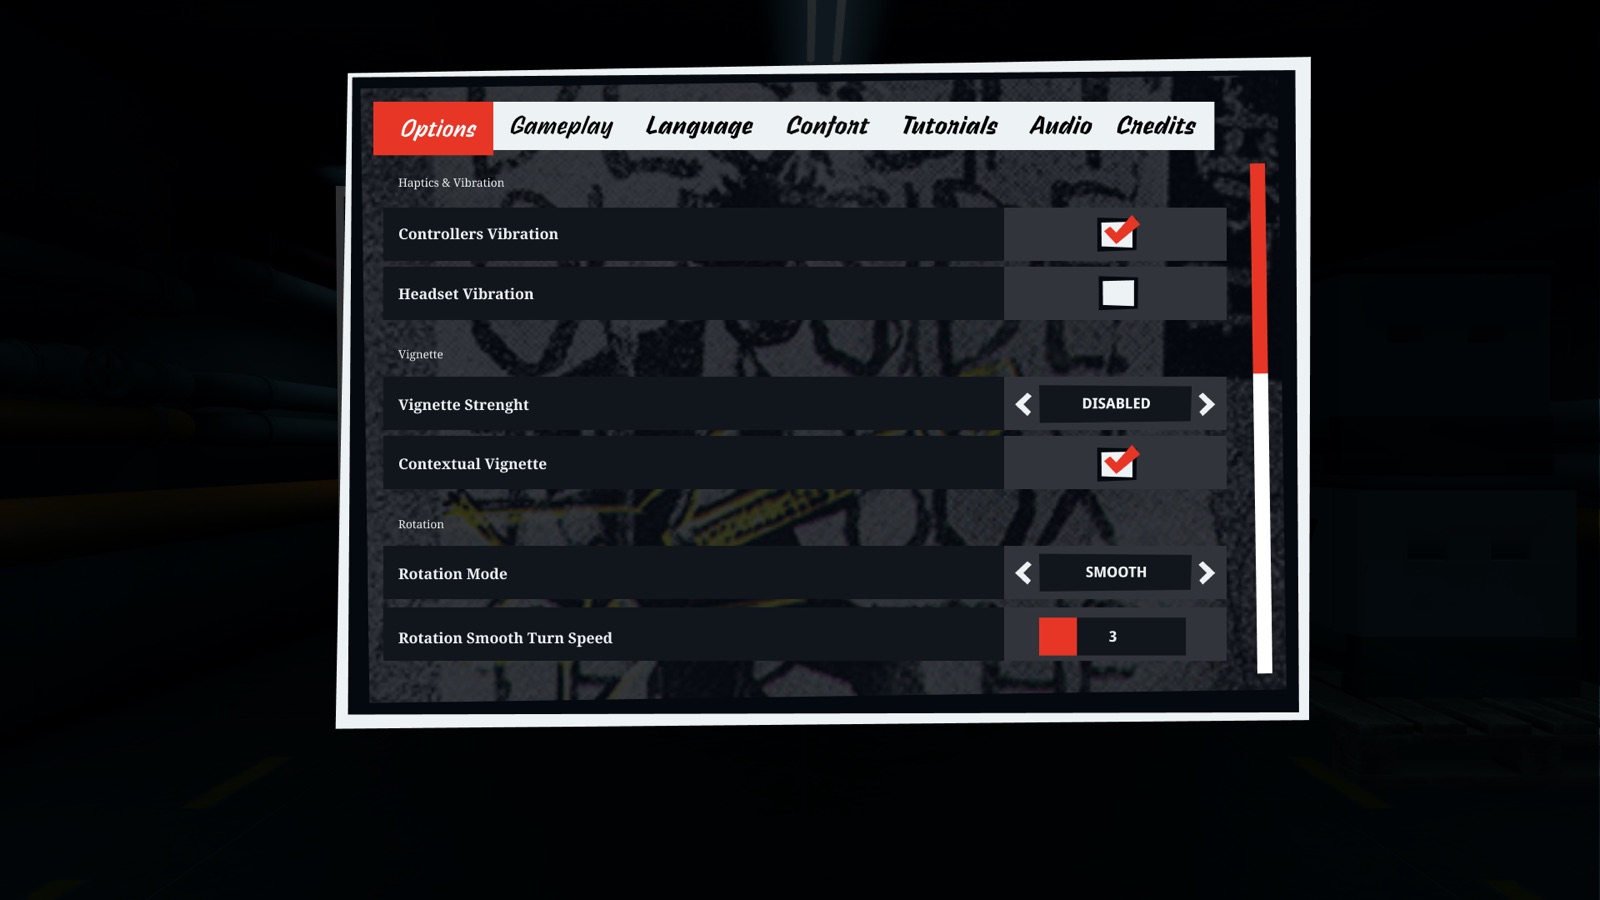 Options Gameplay Language Confort Tutorials Audio Credits
Haptics & Vibration
Controllers Vibration
Headset Vibration
Vignette
Vignette Strenght DISABLED
Contextual Vignette
Rotation
Rotation Mode SMOOTH
Rotation Smooth Turn Speed 3